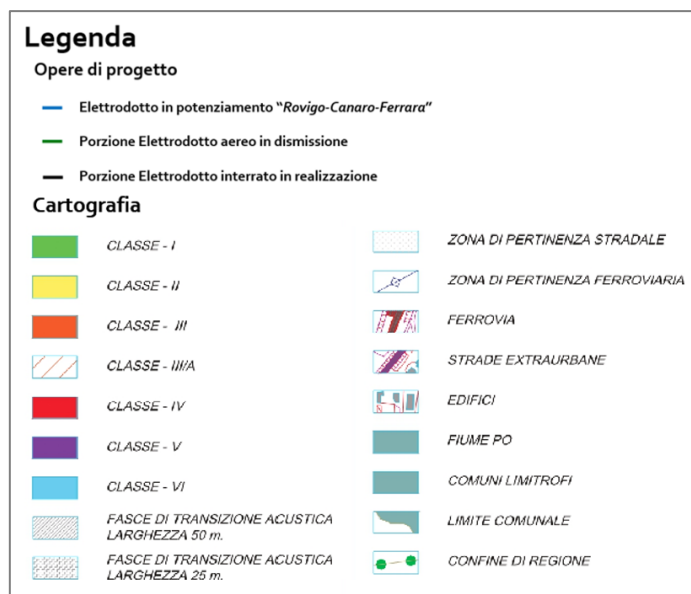 Legenda
Opere di progetto
Elettrodotto in potenziamento “Rovigo-Canaro-Ferrara”
Porzione Elettrodotto aereo in dismissione
Porzione Elettrodotto interrato in realizzazione
Cartografia
CLASSE - I
CLASSE - II
CLASSE - III
CLASSE - III/A
CLASSE - IV
CLASSE - V
CLASSE - VI
FASCE DI TRANSIZIONE ACUSTICA
LARGHEZZA 50 m.
FASCE DI TRANSIZIONE ACUSTICA
LARGHEZZA 25 m.
ZONA DI PERTINENZA STRADALE
ZONA DI PERTINENZA FERROVIARIA
FERROVIA
STRADE EXTRAURBANE
EDIFICI
FIUME PO
COMUNI LIMITROFI
LIMITE COMUNALE
CONFINE DI REGIONE